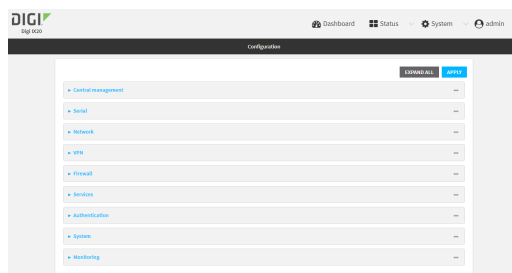 DIGI
Digi IX20
Dashboard Status System admin
Configuration
EXPAND ALL APPLY
Central management
Serial
Network
VPN
Firewall
Services
Authentication
System
Monitoring